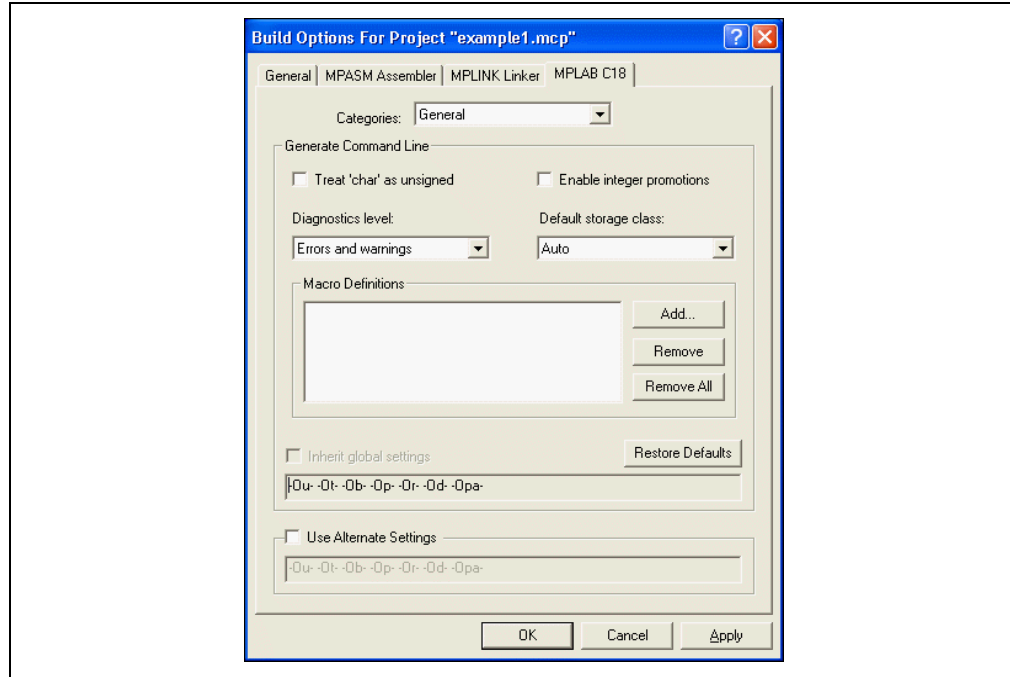 Build Options For Project "example1.mcp"
General MPASM Assembler MPLINK Linker MPLAB C18
Categories: General
Generate Command Line
Treat 'char' as unsigned Enable integer promotions
Diagnostics level: Default storage class:
Errors and warnings Auto
Macro Definitions
Add...
Remove
Remove All
Inherit global settings Restore Defaults
-Ou- -Ot- -Ob- -Op- -Or- -Od- -Opa-
Use Alternate Settings
-Ou- -Ot- -Ob- -Op- -Or- -Od- -Opa-
OK Cancel Apply